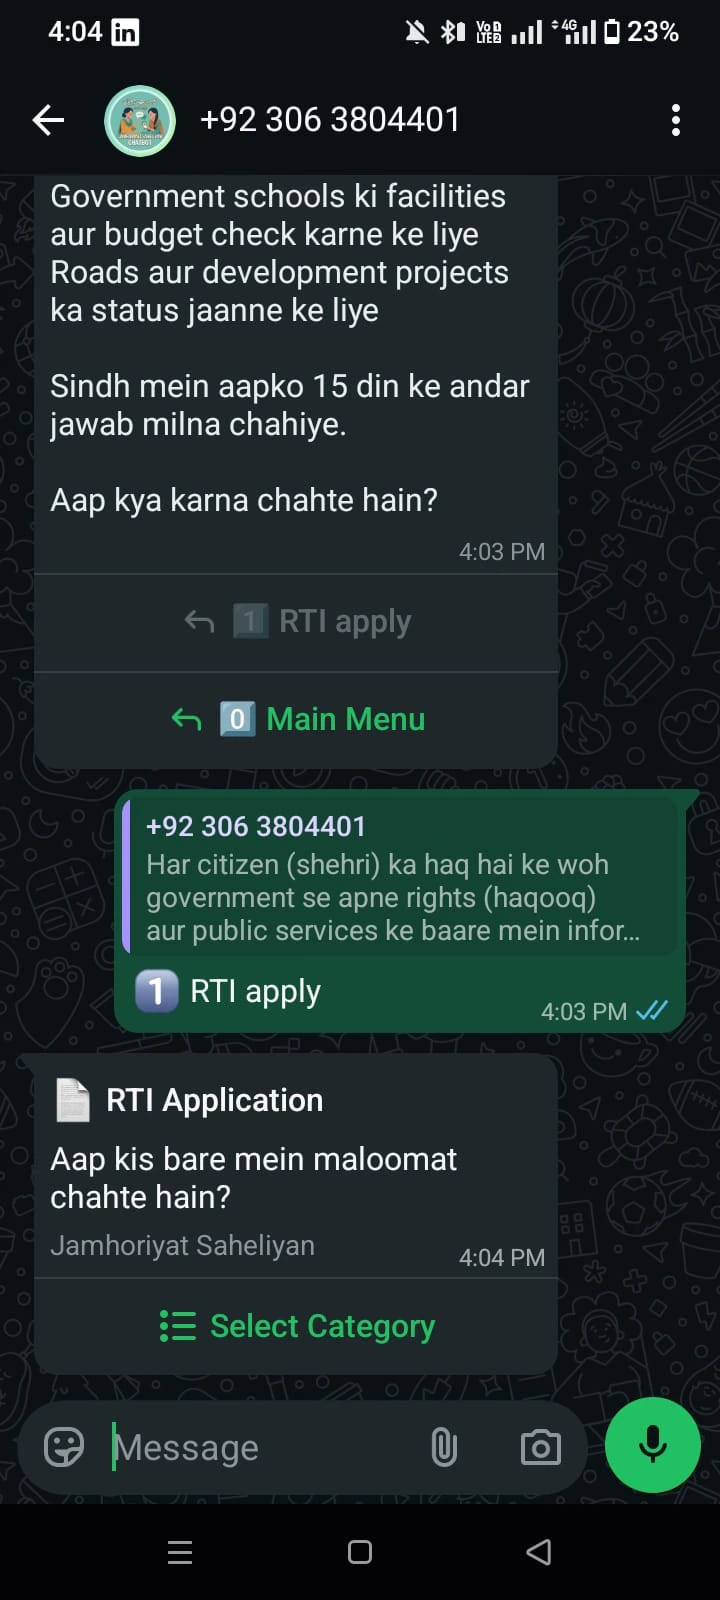 4:04 in Vo LTE2 4G 23%
+92 306 3804401
Government schools ki facilities
aur budget check karne ke liye
Roads aur development projects
ka status jaanne ke liye
Sindh mein aapko 15 din ke andar
jawab milna chahiye.
Aap kya karna chahte hain?
4:03 PM
1 RTI apply
0 Main Menu
+92 306 3804401
Har citizen (shehri) ka haq hai ke woh
government se apne rights (haqooq)
aur public services ke baare mein infor...
1 RTI apply
4:03 PM
RTI Application
Aap kis bare mein maloomat
chahte hain?
Jamhoriyat Saheliyan
4:04 PM
Select Category
Message